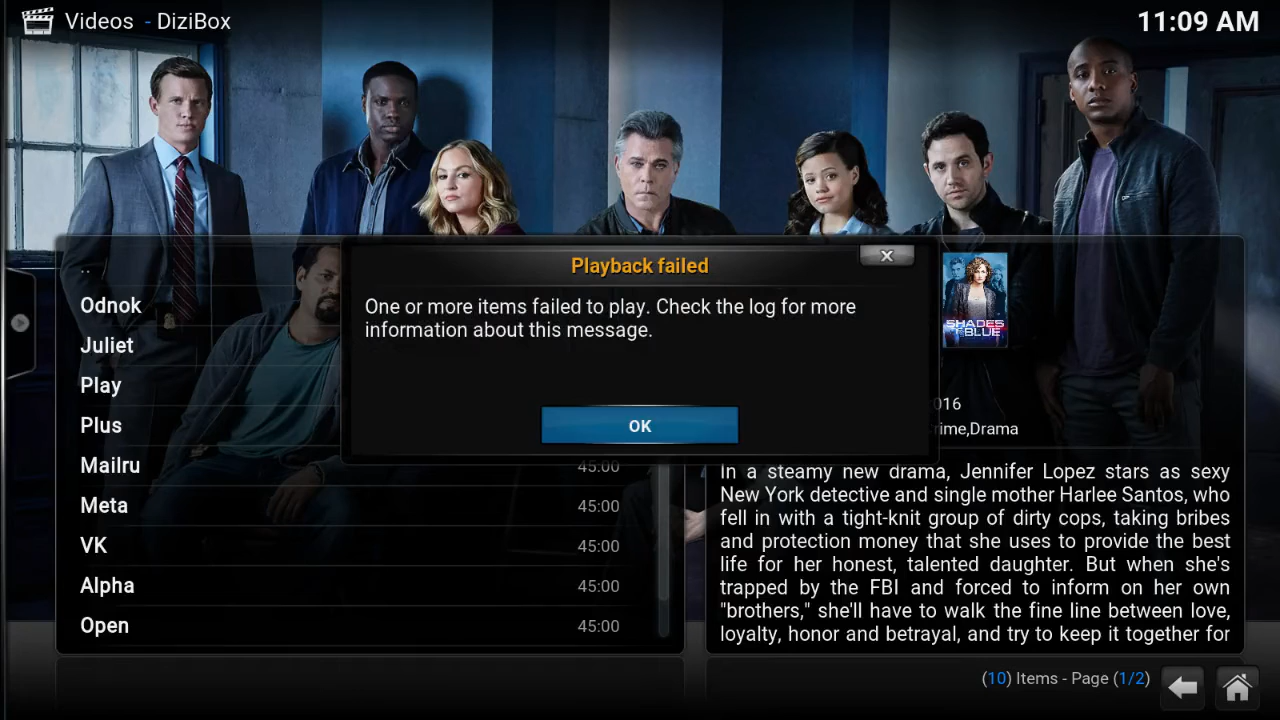 Videos - DiziBox
11:09 AM
Playback failed
One or more items failed to play. Check the log for more
information about this message.
OK
..
Odnok
Juliet
Play
Plus
Mailru 45:00
Meta 45:00
VK 45:00
Alpha 45:00
Open 45:00
SHADES
OF BLUE
016
rime,Drama
In a steamy new drama, Jennifer Lopez stars as sexy
New York detective and single mother Harlee Santos, who
fell in with a tight-knit group of dirty cops, taking bribes
and protection money that she uses to provide the best
life for her honest, talented daughter. But when she's
trapped by the FBI and forced to inform on her own
"brothers," she'll have to walk the fine line between love,
loyalty, honor and betrayal, and try to keep it together for
(10) Items - Page (1/2)